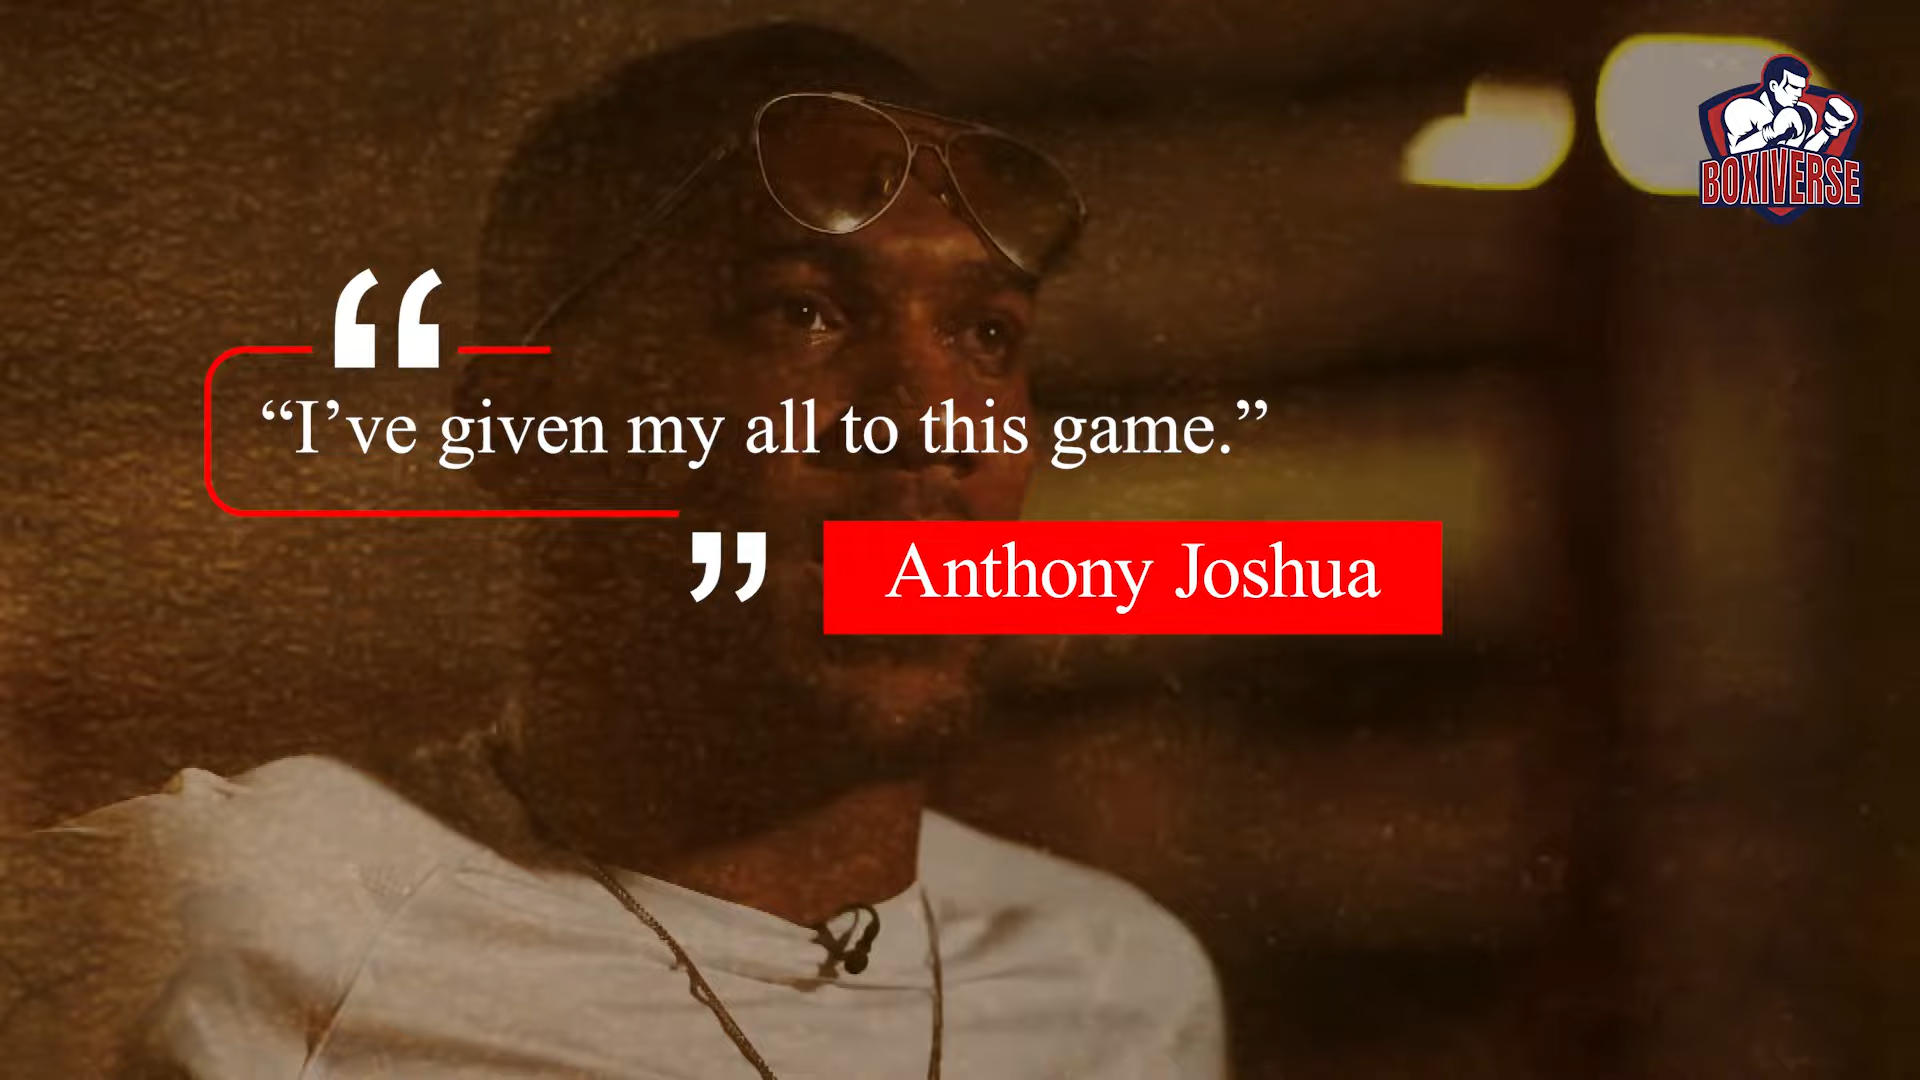 BOXIVERSE
“
“I’ve given my all to this game.”
”
Anthony Joshua